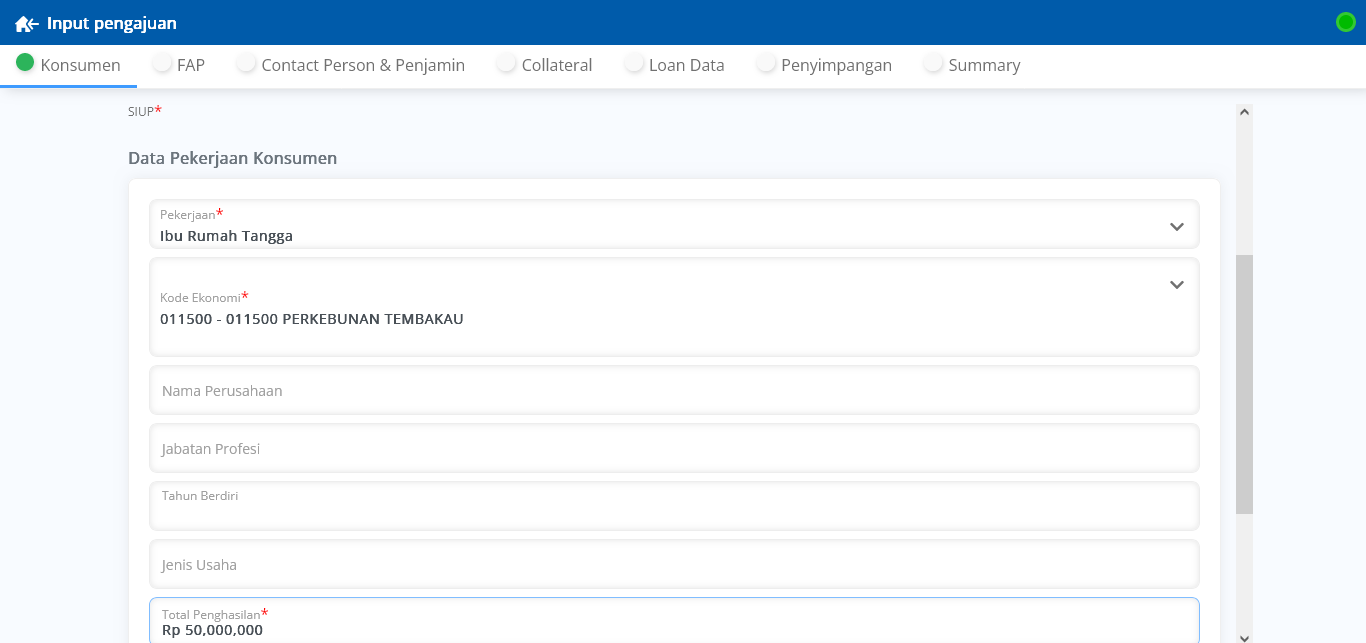 Input pengajuan
Konsumen FAP Contact Person & Penjamin Collateral Loan Data Penyimpangan Summary
SIUP*
Data Pekerjaan Konsumen
Pekerjaan*
Ibu Rumah Tangga
Kode Ekonomi*
011500 - 011500 PERKEBUNAN TEMBAKAU
Nama Perusahaan
Jabatan Profesi
Tahun Berdiri
Jenis Usaha
Total Penghasilan*
Rp 50,000,000